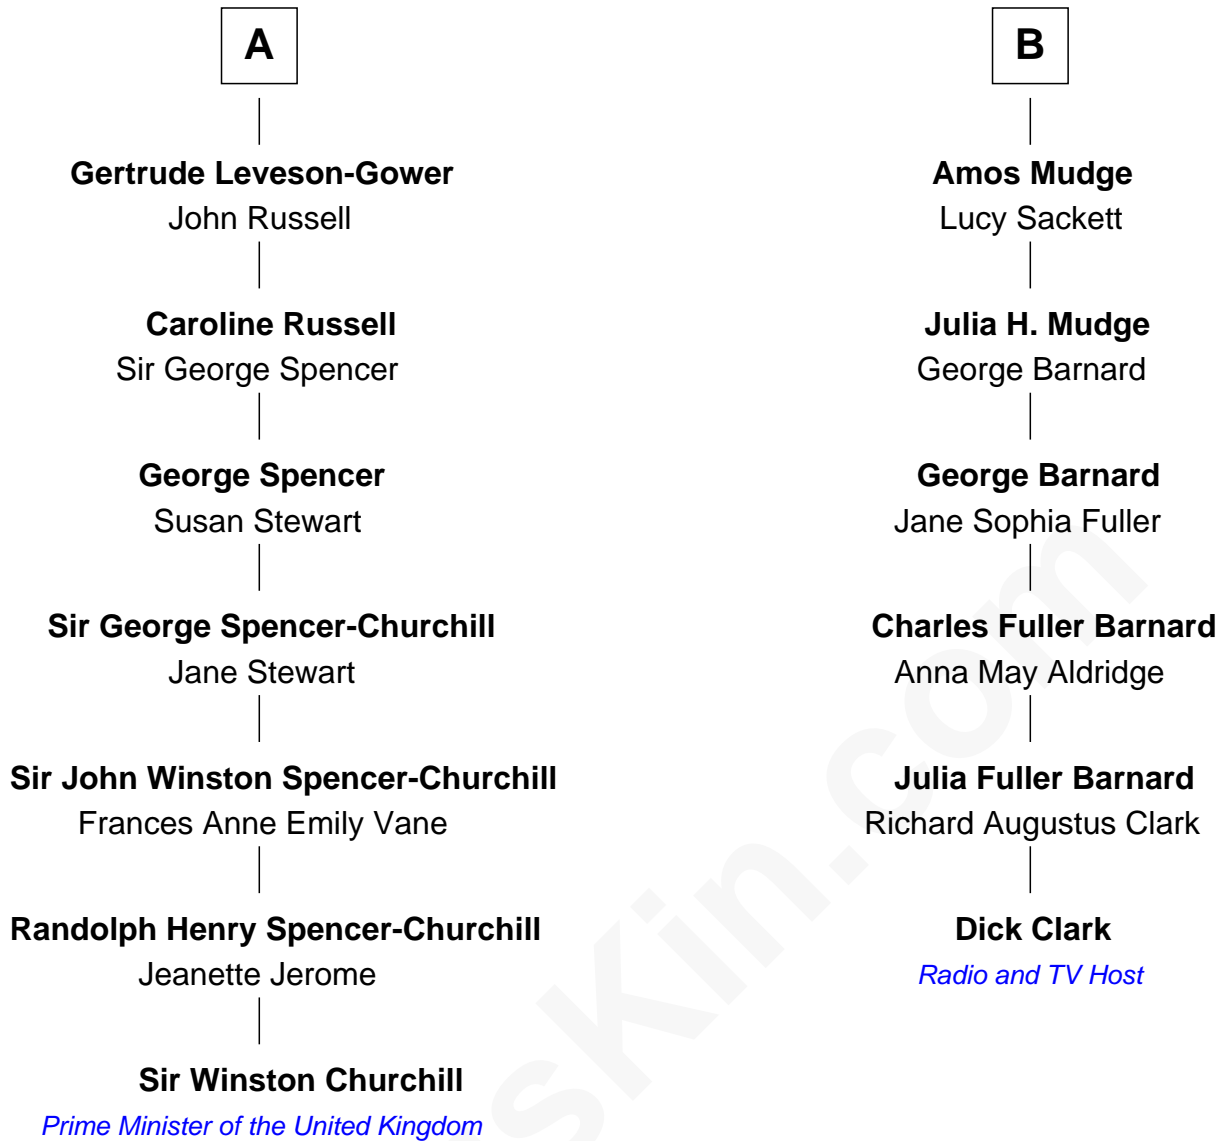 A
Gertrude Leveson-Gower
John Russell
Caroline Russell
Sir George Spencer
George Spencer
Susan Stewart
Sir George Spencer-Churchill
Jane Stewart
Sir John Winston Spencer-Churchill
Frances Anne Emily Vane
Randolph Henry Spencer-Churchill
Jeanette Jerome
Sir Winston Churchill
Prime Minister of the United Kingdom
B
Amos Mudge
Lucy Sackett
Julia H. Mudge
George Barnard
George Barnard
Jane Sophia Fuller
Charles Fuller Barnard
Anna May Aldridge
Julia Fuller Barnard
Richard Augustus Clark
Dick Clark
Radio and TV Host